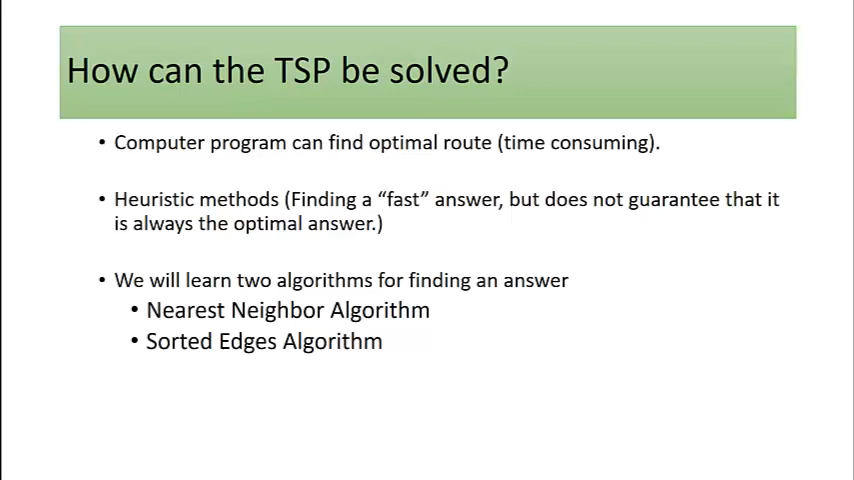 How can the TSP be solved?
• Computer program can find optimal route (time consuming).
• Heuristic methods (Finding a “fast” answer, but does not guarantee that it
is always the optimal answer.)
• We will learn two algorithms for finding an answer
• Nearest Neighbor Algorithm
• Sorted Edges Algorithm